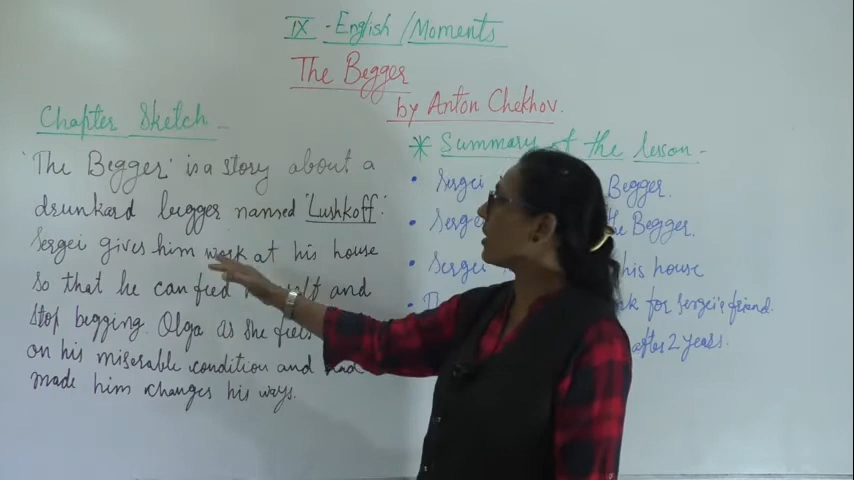 IX - English / Moments
The Begger
by Anton Chekhov.
Chapter Sketch -
'The Begger' is a story about a
drunkard begger named 'Lushkoff'.
Sergei gives him work at his house
so that he can feed and
stop begging. Olga as she
on his miserable condition and
made him changes his ways.
* Summary of the lesson -
• Sergei Begger.
• Sergei the Begger.
• Sergei his house
• for Sergei's friend.
after 2 years.